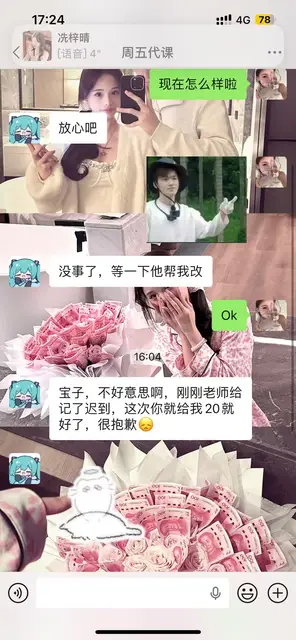 17:24
4G
78
冼梓晴
[语音] 4"
周五代课
现在怎么样啦
放心吧
没事了，等一下他帮我改
Ok
16:04
宝子，不好意思啊，刚刚老师给
记了迟到，这次你就给我20就
好了，很抱歉😞